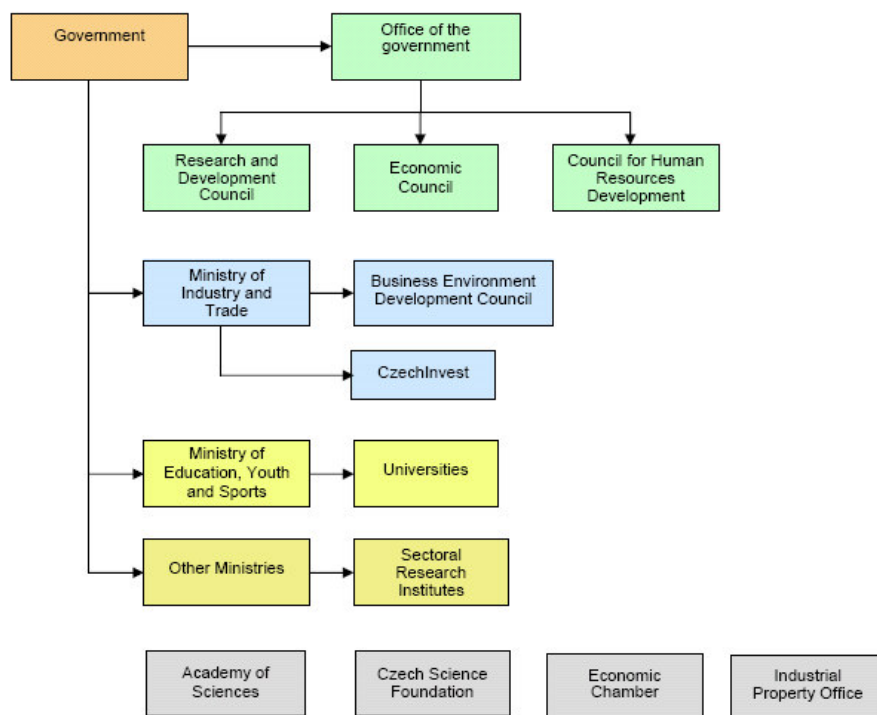 Government
Office of the
government
Research and
Development
Council
Economic
Council
Council for Human
Resources
Development
Ministry of
Industry and
Trade
Business Environment
Development Council
CzechInvest
Ministry of
Education, Youth
and Sports
Universities
Other Ministries
Sectoral
Research
Institutes
Academy of
Sciences
Czech Science
Foundation
Economic
Chamber
Industrial
Property Office